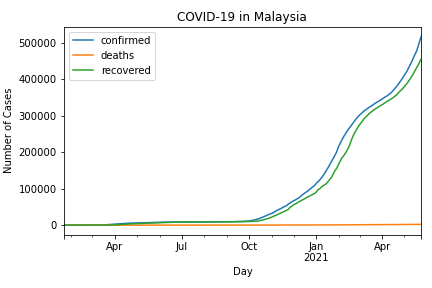 COVID-19 in Malaysia
confirmed
deaths
recovered
Number of Cases
500000
400000
300000
200000
100000
0
Apr
Jul
Oct
Jan
2021
Apr
Day